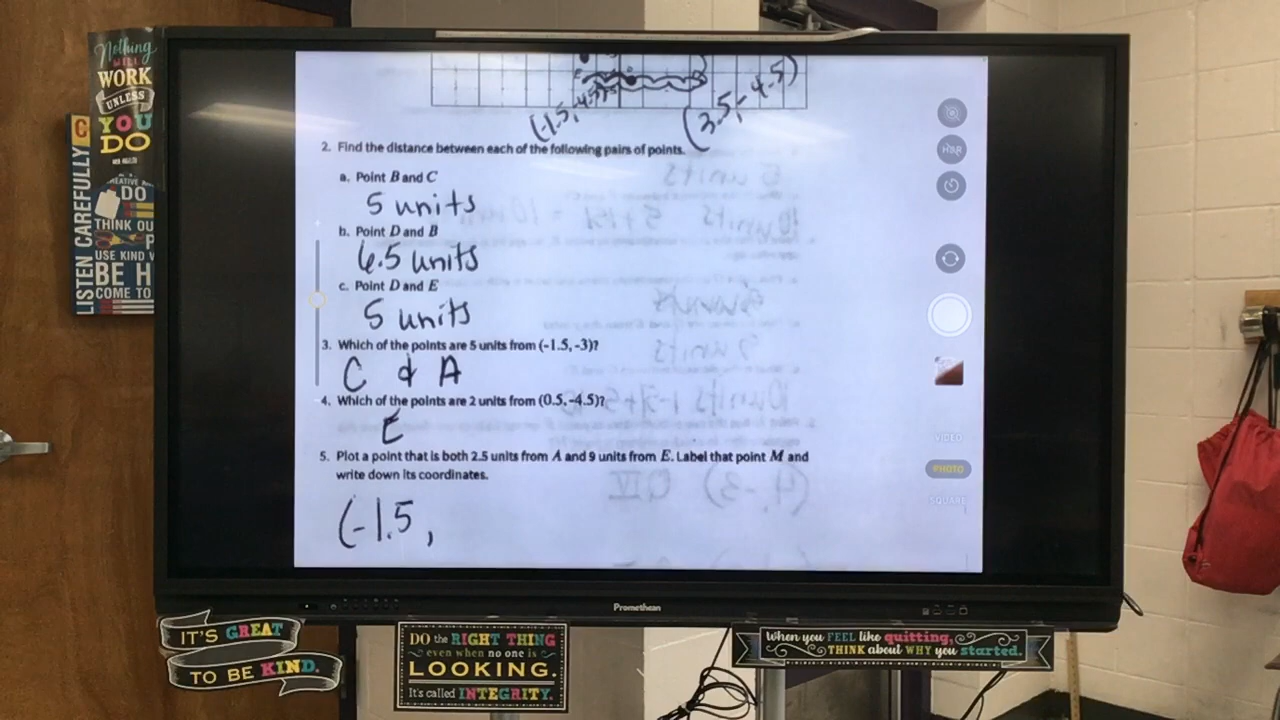 Nothing
WILL
WORK
UNLESS
YOU
DO
C
LISTEN CAREFULLY
DO
THINK OU
USE KIND
BE H
COME TO
(-1.5, -4.5)
(3.5, -4.5)
2. Find the distance between each of the following pairs of points.
a. Point B and C
5 units
b. Point D and B
6.5 units
c. Point D and E
5 units
3. Which of the points are 5 units from (−1.5, −3)?
C & A
4. Which of the points are 2 units from (0.5, −4.5)?
E
5. Plot a point that is both 2.5 units from A and 9 units from E. Label that point M and
write down its coordinates.
(-1.5,
HDR
VIDEO
PHOTO
SQUARE
Promethean
IT'S GREAT
TO BE KIND.
DO the RIGHT THING
even when no one is
LOOKING.
It's called INTEGRITY.
When you FEEL like quitting,
THINK about WHY you started.